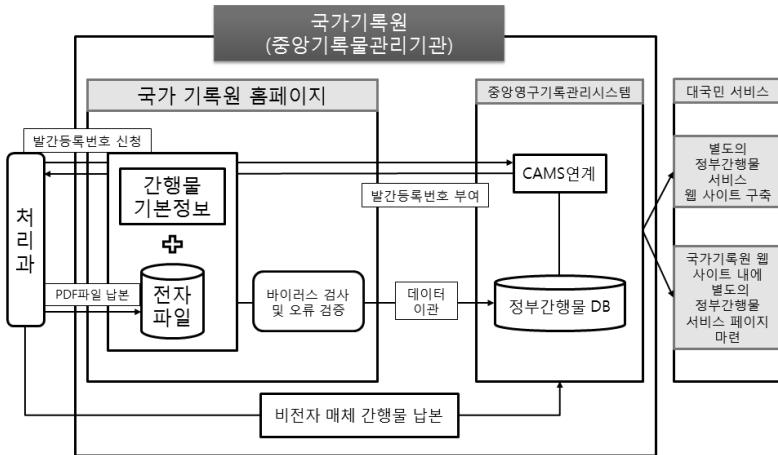 국가기록원
(중앙기록물관리기관)
국가 기록원 홈페이지
중앙영구기록관리시스템
대국민 서비스
발간등록번호 신청
처
리
과
간행물
기본정보
전자
파일
PDF파일 납본
바이러스 검사
및 오류 검증
발간등록번호 부여
데이터
이관
CAMS연계
정부간행물 DB
비전자 매체 간행물 납본
별도의
정부간행물
서비스
웹 사이트 구축
국가기록원 웹
사이트 내에
별도의
정부간행물
서비스 페이지
마련